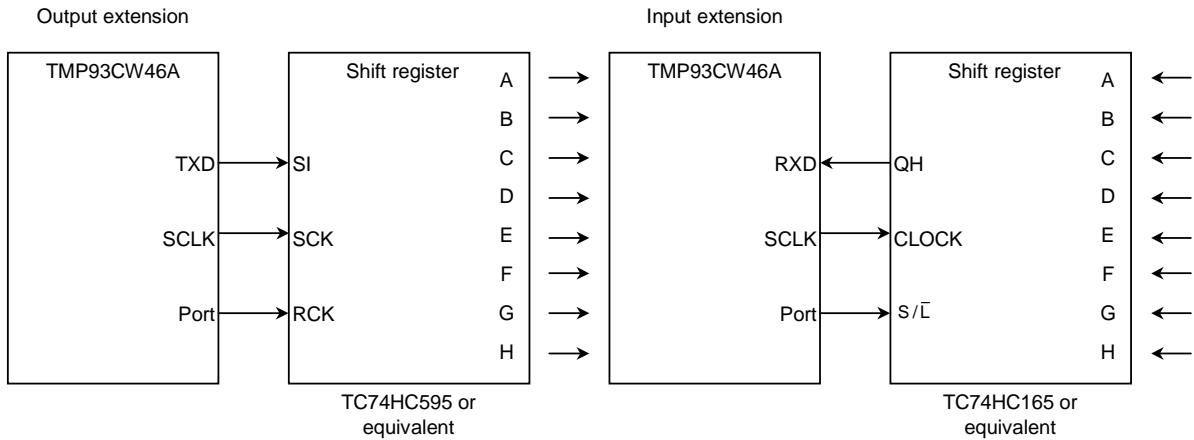 Output extension
Input extension
TMP93CW46A
Shift register
TMP93CW46A
Shift register
A
A
B
B
TXD
SI
C
RXD
QH
C
D
D
SCLK
SCK
E
SCLK
CLOCK
E
F
F
Port
RCK
G
Port
S/L̅
G
H
H
TC74HC595 or
equivalent
TC74HC165 or
equivalent